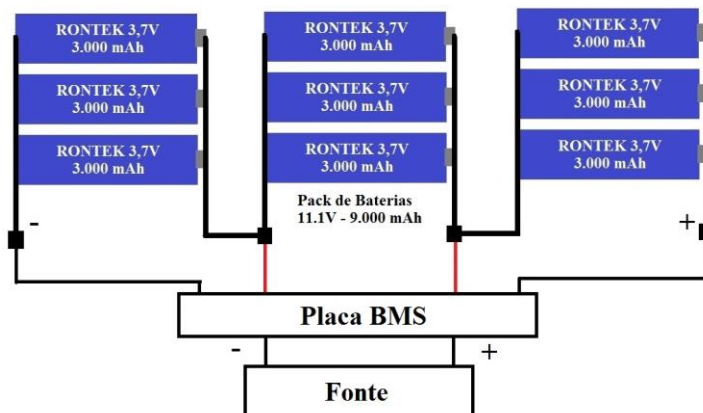 RONTEK 3,7V
3.000 mAh
RONTEK 3,7V
3.000 mAh
RONTEK 3,7V
3.000 mAh
RONTEK 3,7V
3.000 mAh
RONTEK 3,7V
3.000 mAh
RONTEK 3,7V
3.000 mAh
RONTEK 3,7V
3.000 mAh
RONTEK 3,7V
3.000 mAh
RONTEK 3,7V
3.000 mAh
Pack de Baterias
11.1V - 9.000 mAh
-
+
Placa BMS
-
+
Fonte